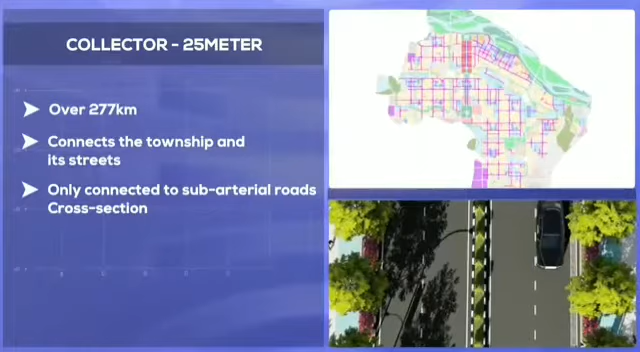 COLLECTOR - 25METER
Over 277km
Connects the township and
its streets
Only connected to sub-arterial roads
Cross-section